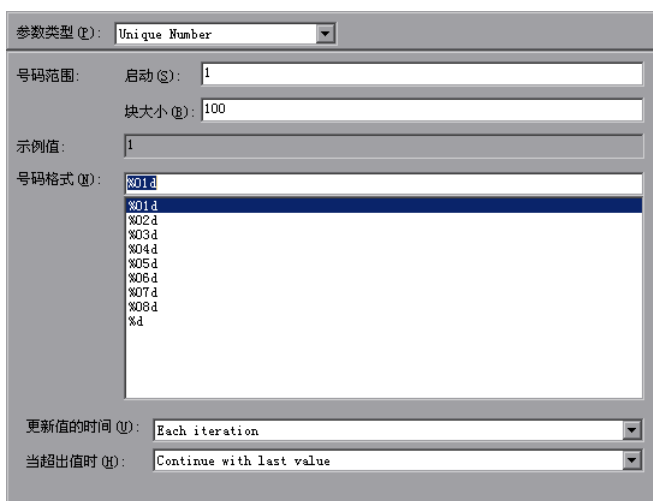 参数类型(P): Unique Number
号码范围: 启动(S): 1
块大小(B): 100
示例值: 1
号码格式(N): %01d
%01d
%02d
%03d
%04d
%05d
%06d
%07d
%08d
%d
更新值的时间(U): Each iteration
当超出值时(H): Continue with last value